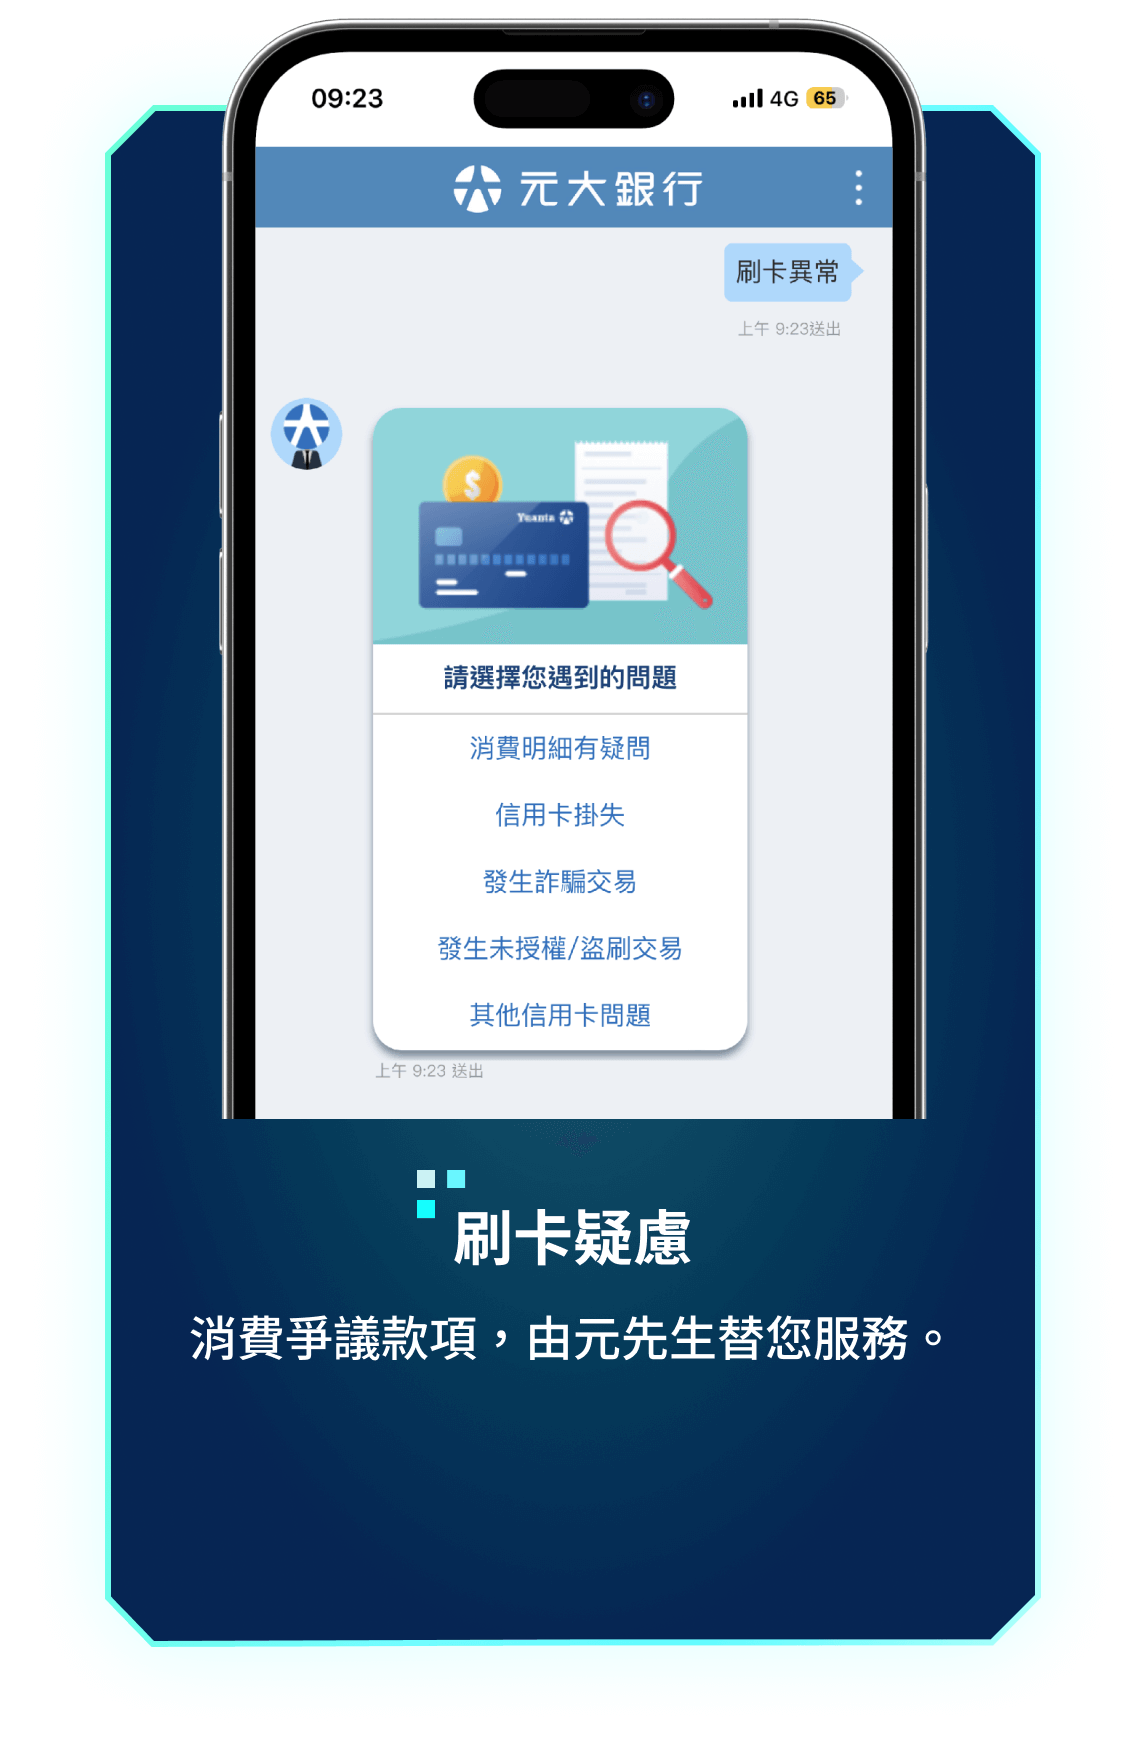 09:23
4G 65
元大銀行
刷卡異常
上午 9:23送出
$
Yuanta
請選擇您遇到的問題
消費明細有疑問
信用卡掛失
發生詐騙交易
發生未授權/盜刷交易
其他信用卡問題
上午 9:23 送出
刷卡疑慮
消費爭議款項，由元先生替您服務。